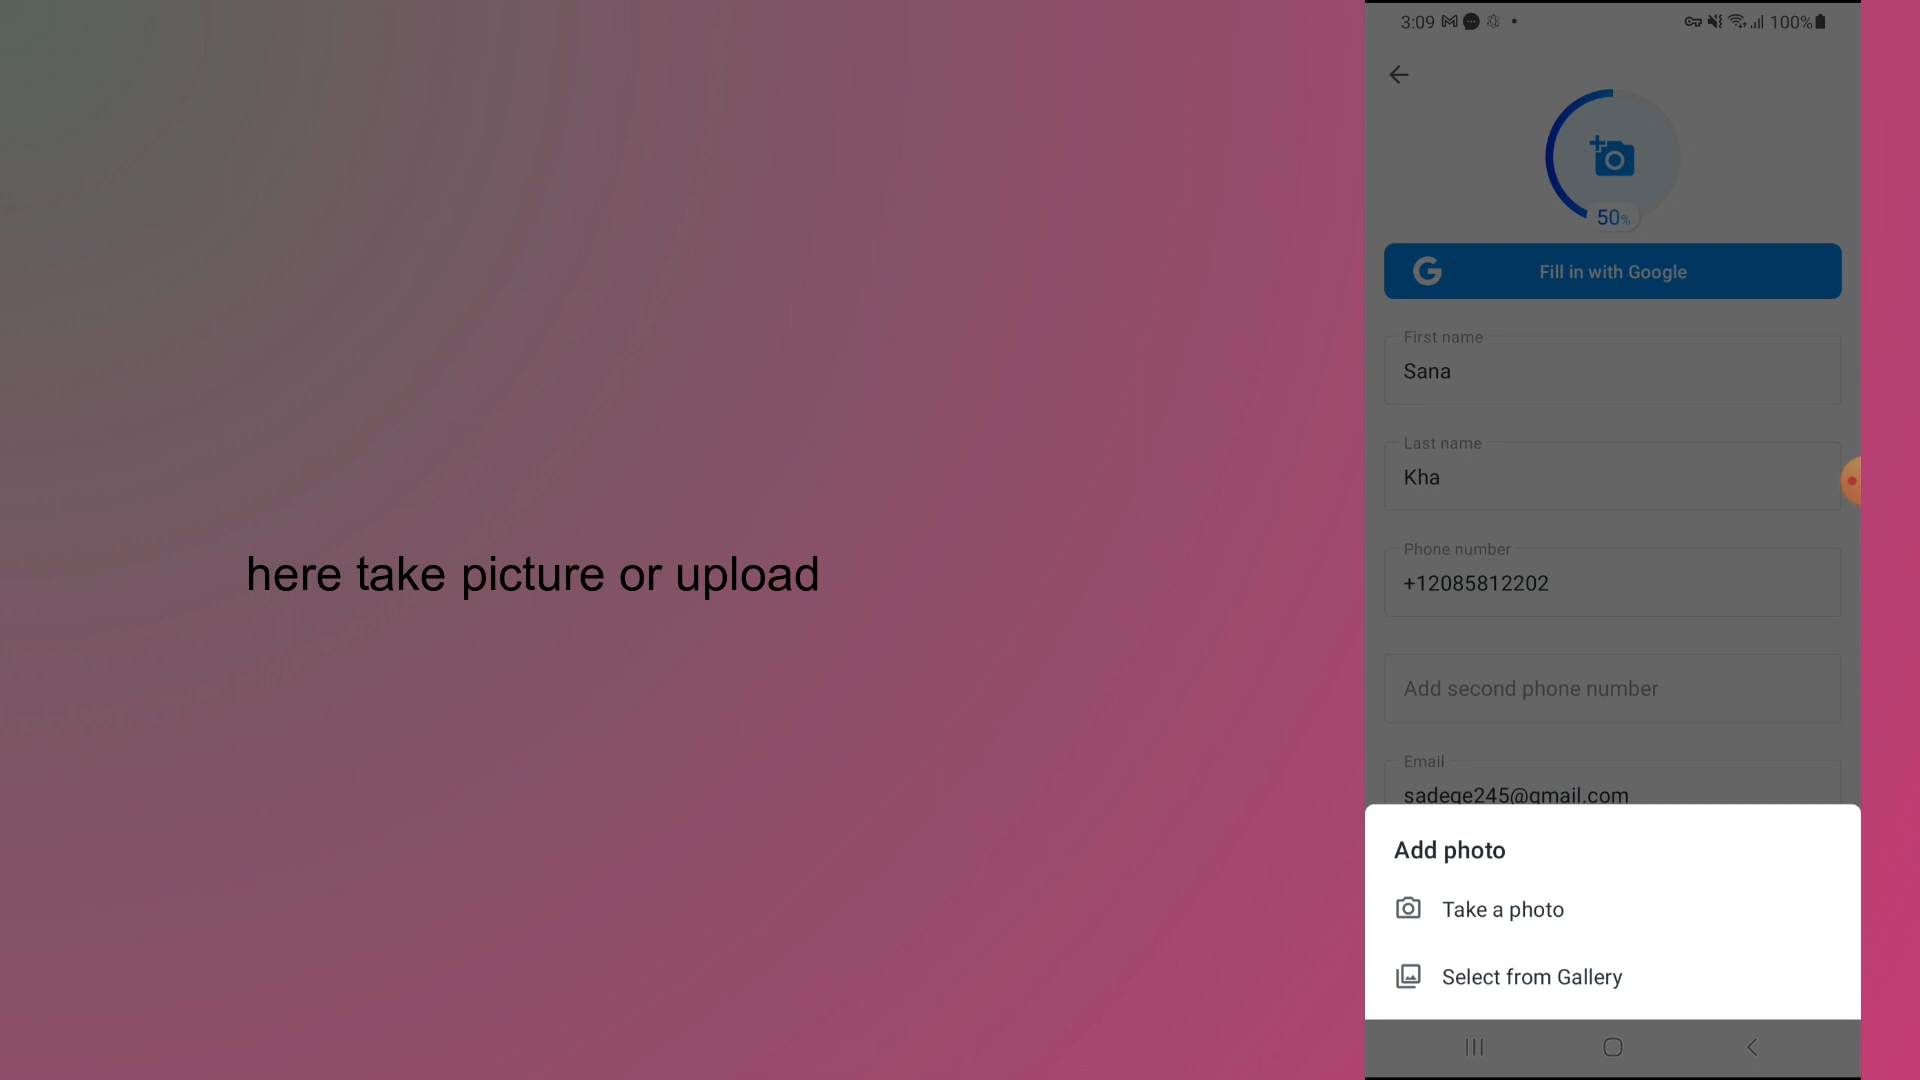 3:09
100%
50%
Fill in with Google
First name
Sana
Last name
Kha
Phone number
+12085812202
Add second phone number
Email
sadege245@gmail.com
here take picture or upload
Add photo
Take a photo
Select from Gallery